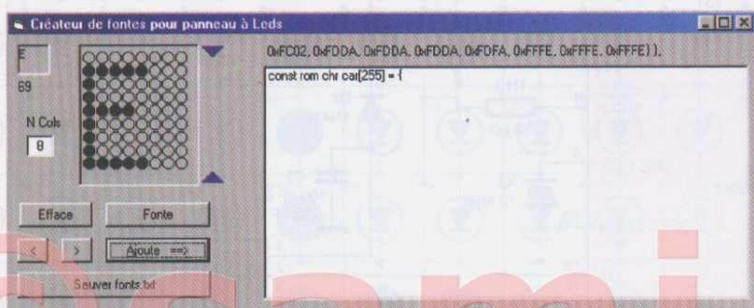 Créateur de fontes pour panneau à Leds
E
69
N Cols
8
Efface
Fonte
<
>
Ajoute ==>
Sauver fonts.txt
0xFC02, 0xFDDA, 0xFDDA, 0xFDDA, 0xFDFA, 0xFFFE, 0xFFFE, 0xFFFE} },
const rom chr car[255] = {